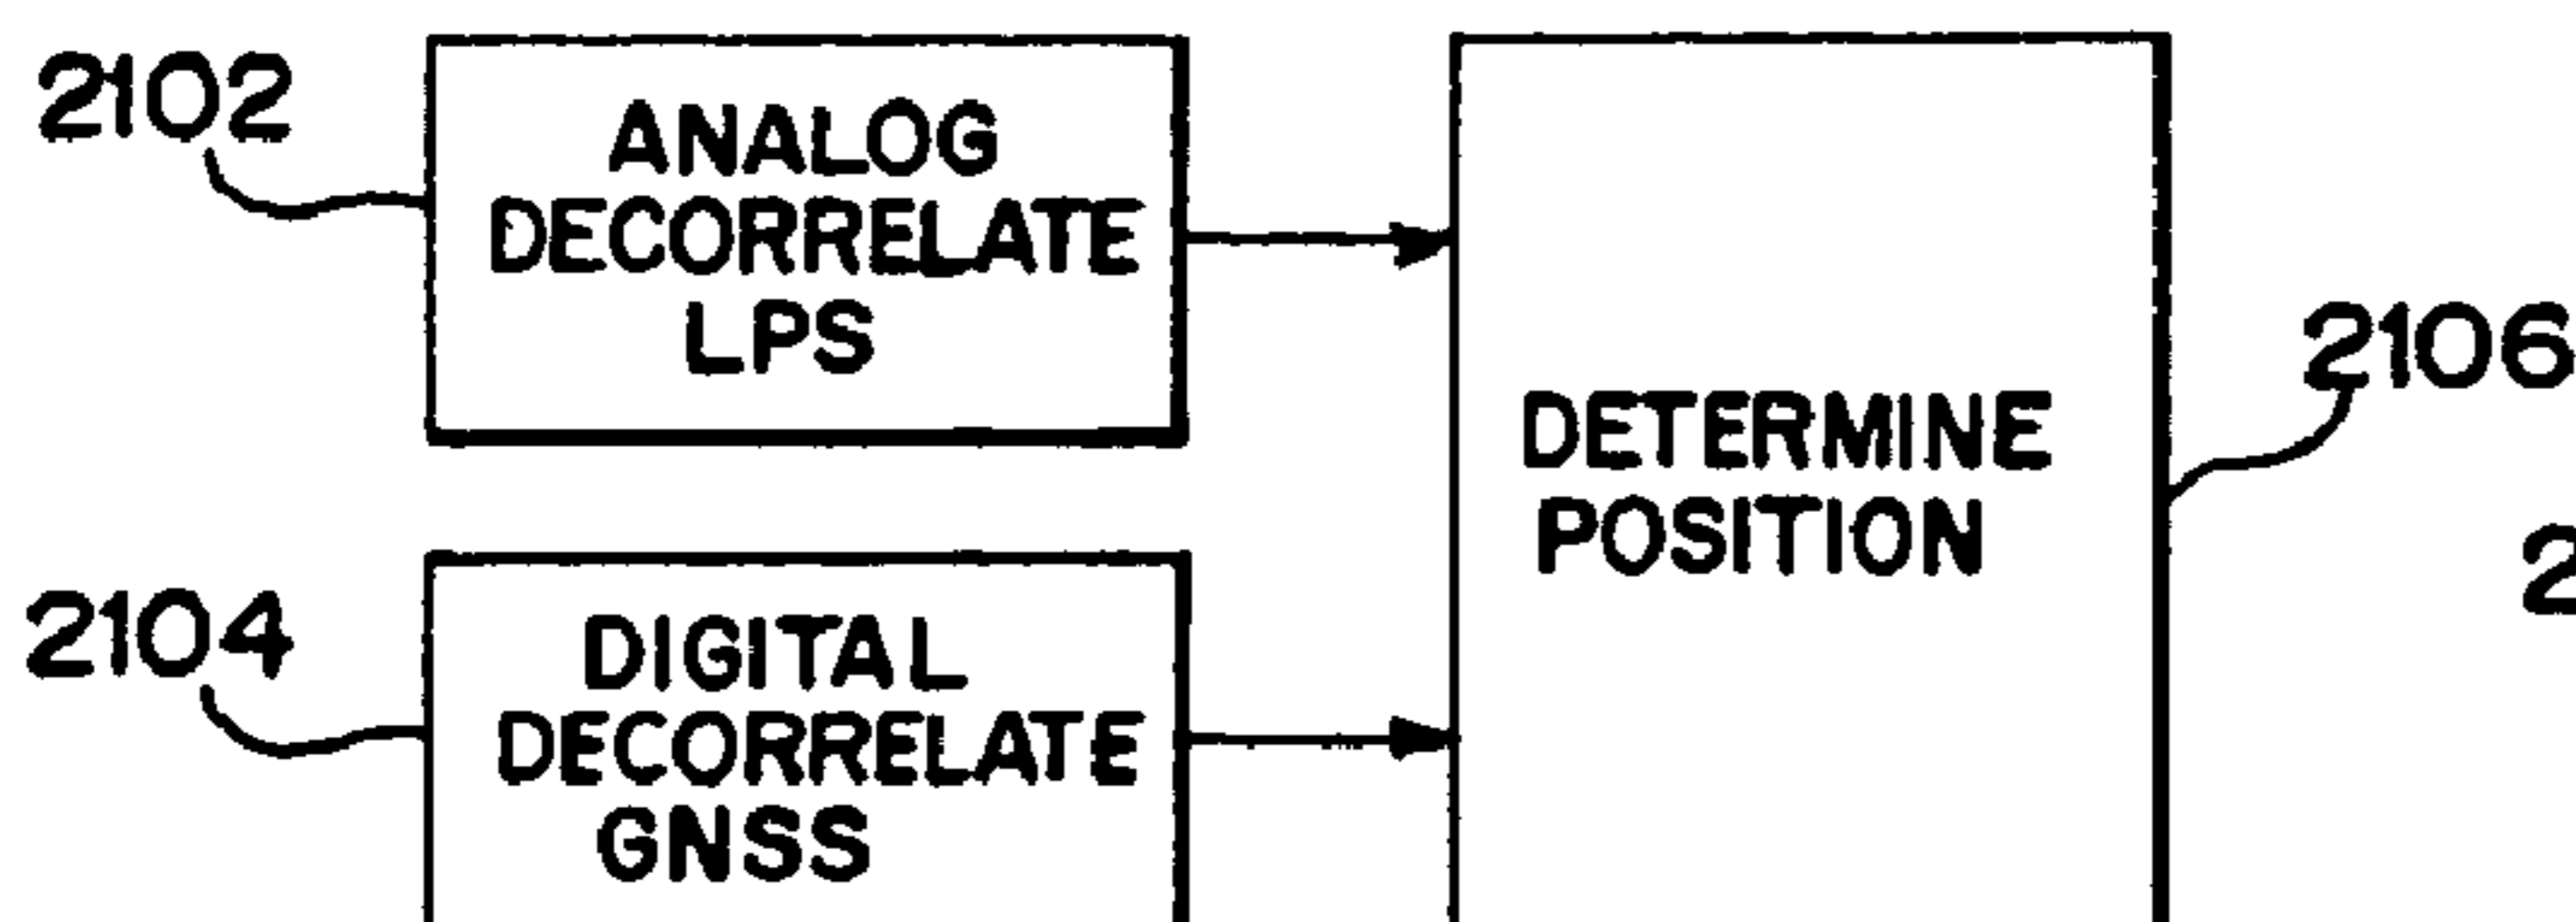 2102
ANALOG
DECORRELATE
LPS
DETERMINE
POSITION
2106
2104
DIGITAL
DECORRELATE
GNSS